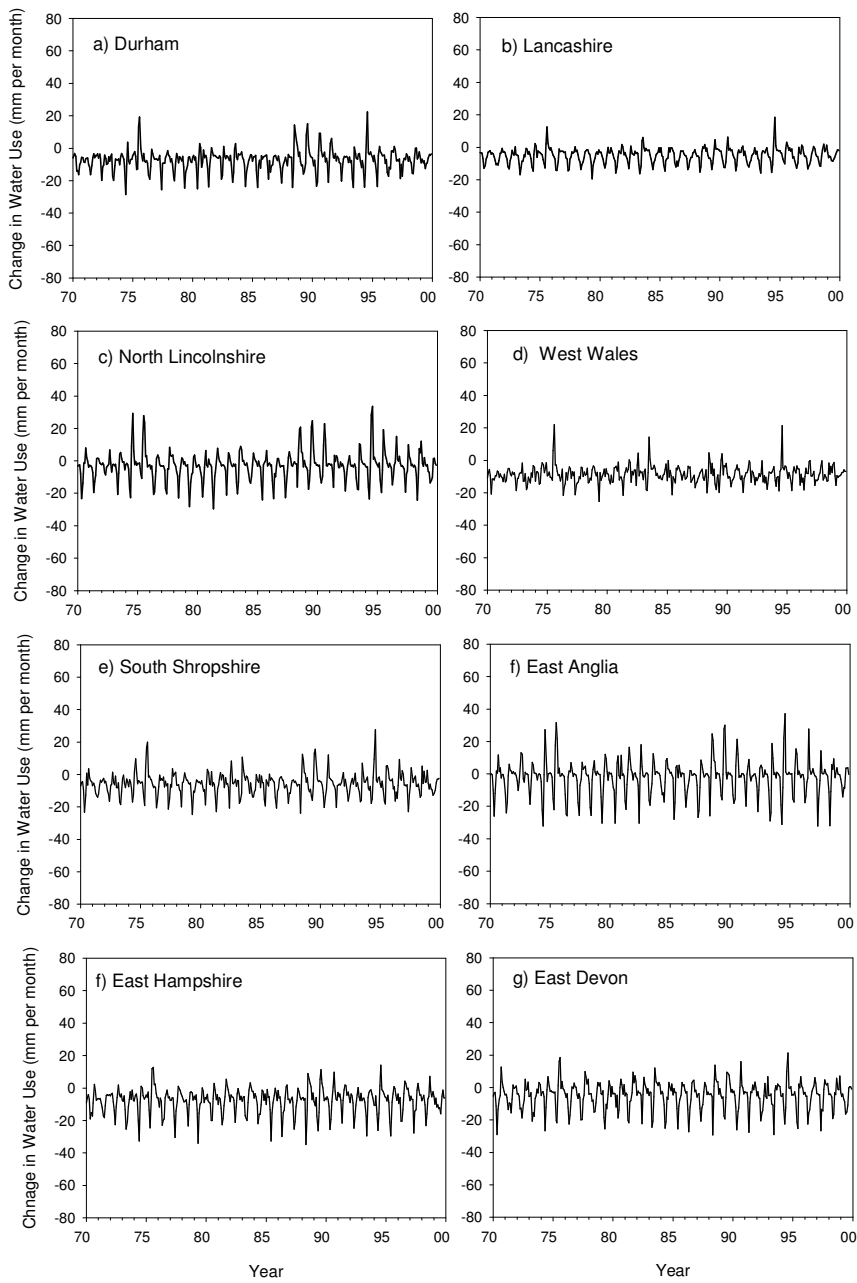 a) Durham
b) Lancashire
80 60 40 20 0 -20 -40 -60 -80
80 60 40 20 0 -20 -40 -60 -80
Change in Water Use (mm per month)
70 75 80 85 90 95 00
70 75 80 85 90 95 00
c) North Lincolnshire
d) West Wales
80 60 40 20 0 -20 -40 -60 -80
80 60 40 20 0 -20 -40 -60 -80
Change in Water Use (mm per month)
70 75 80 85 90 95 00
70 75 80 85 90 95 00
e) South Shropshire
f) East Anglia
80 60 40 20 0 -20 -40 -60 -80
80 60 40 20 0 -20 -40 -60 -80
Change in Water Use (mm per month)
70 75 80 85 90 95 00
70 75 80 85 90 95 00
f) East Hampshire
g) East Devon
80 60 40 20 0 -20 -40 -60 -80
80 60 40 20 0 -20 -40 -60 -80
Chnage in Water Use (mm per month)
70 75 80 85 90 95 00
70 75 80 85 90 95 00
Year
Year